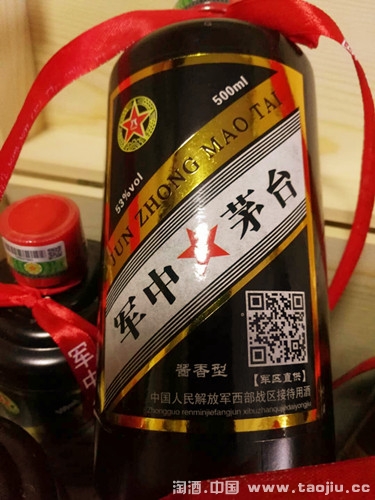 500ml
53%vol
JUN ZHONG MAO TAI
军中★茅台
酱香型
【军区直供】
中国人民解放军西部战区接待用酒
军中
淘酒.中国 www.taojiu.cc